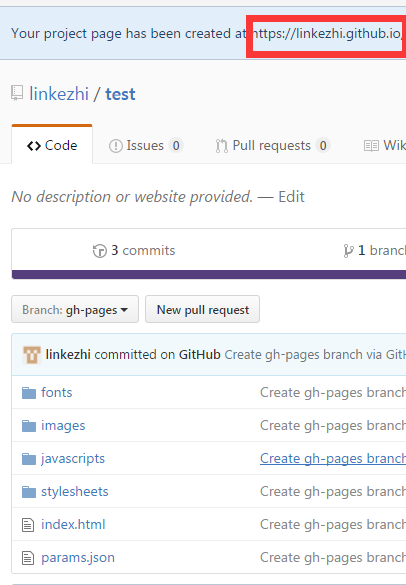 Your project page has been created at https://linkezhi.github.io/
linkezhi / test
Code Issues 0 Pull requests 0 Wik
No description or website provided. — Edit
3 commits 1 branc
Branch: gh-pages New pull request
linkezhi committed on GitHub Create gh-pages branch via GitH
fonts Create gh-pages branch
images Create gh-pages branch
javascripts Create gh-pages branch
stylesheets Create gh-pages branch
index.html Create gh-pages branch
params.json Create gh-pages branch